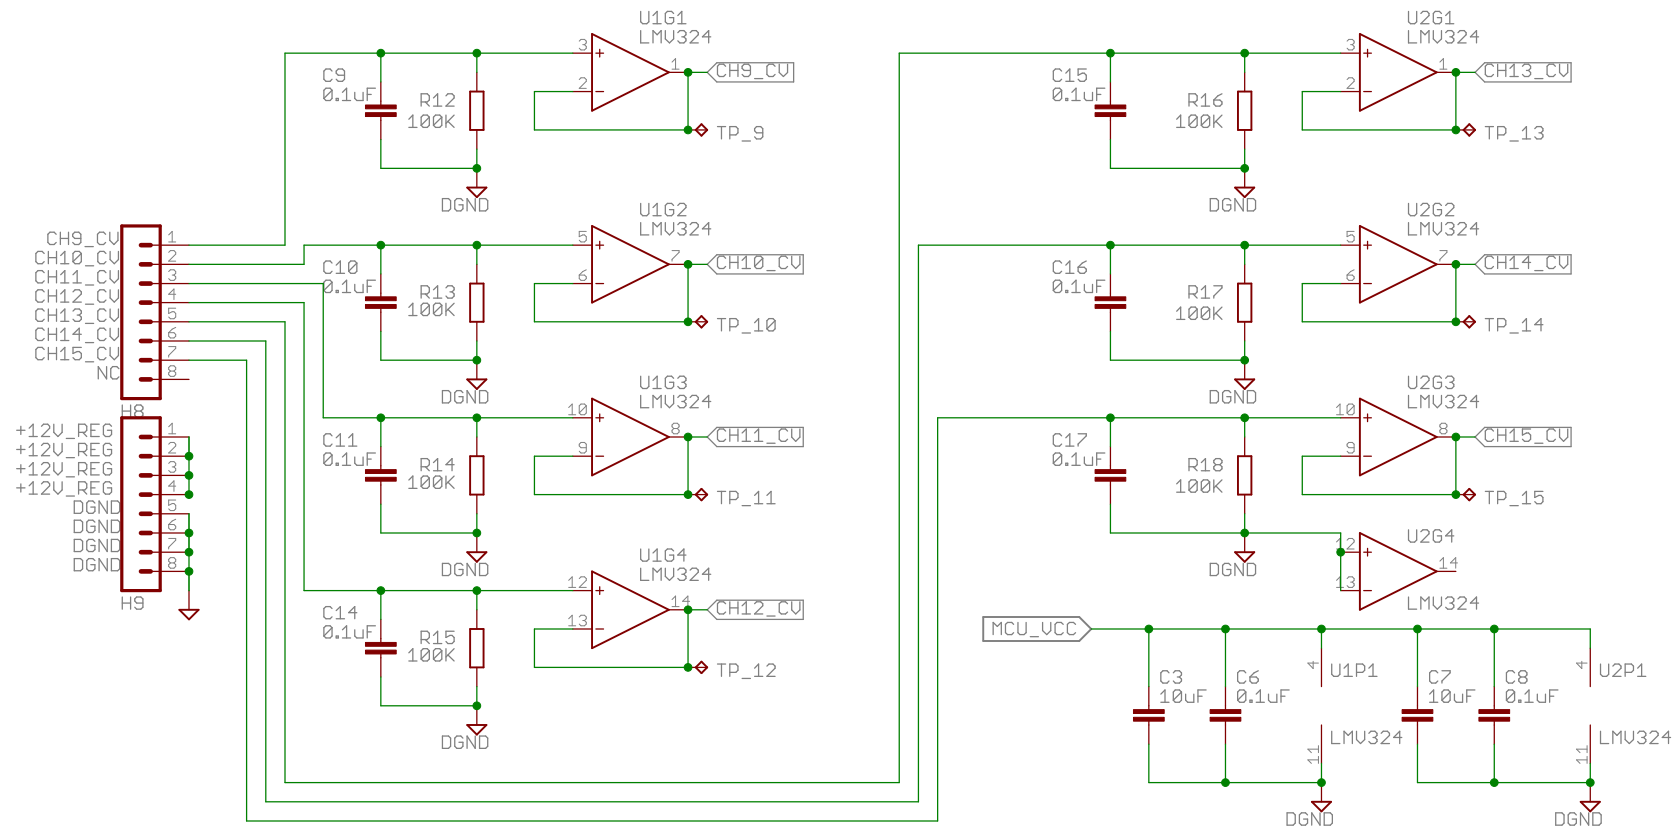 U1G1
LMV324
C9
0.1uF
R12
100K
3
2
1
CH9_CV
TP_9
DGND
U1G2
LMV324
C10
0.1uF
R13
100K
5
6
7
CH10_CV
TP_10
DGND
U1G3
LMV324
C11
0.1uF
R14
100K
10
9
8
CH11_CV
TP_11
DGND
U1G4
LMV324
C14
0.1uF
R15
100K
12
13
14
CH12_CV
TP_12
DGND
CH9_CV 1
CH10_CV 2
CH11_CV 3
CH12_CV 4
CH13_CV 5
CH14_CV 6
CH15_CV 7
NC 8
H8
+12V_REG 1
+12V_REG 2
+12V_REG 3
+12V_REG 4
DGND 5
DGND 6
DGND 7
DGND 8
H9
U2G1
LMV324
C15
0.1uF
R16
100K
3
2
1
CH13_CV
TP_13
DGND
U2G2
LMV324
C16
0.1uF
R17
100K
5
6
7
CH14_CV
TP_14
DGND
U2G3
LMV324
C17
0.1uF
R18
100K
10
9
8
CH15_CV
TP_15
DGND
U2G4
12
13
14
LMV324
MCU_VCC
C3
10uF
C6
0.1uF
4
U1P1
11
LMV324
DGND
C7
10uF
C8
0.1uF
4
U2P1
11
LMV324
DGND